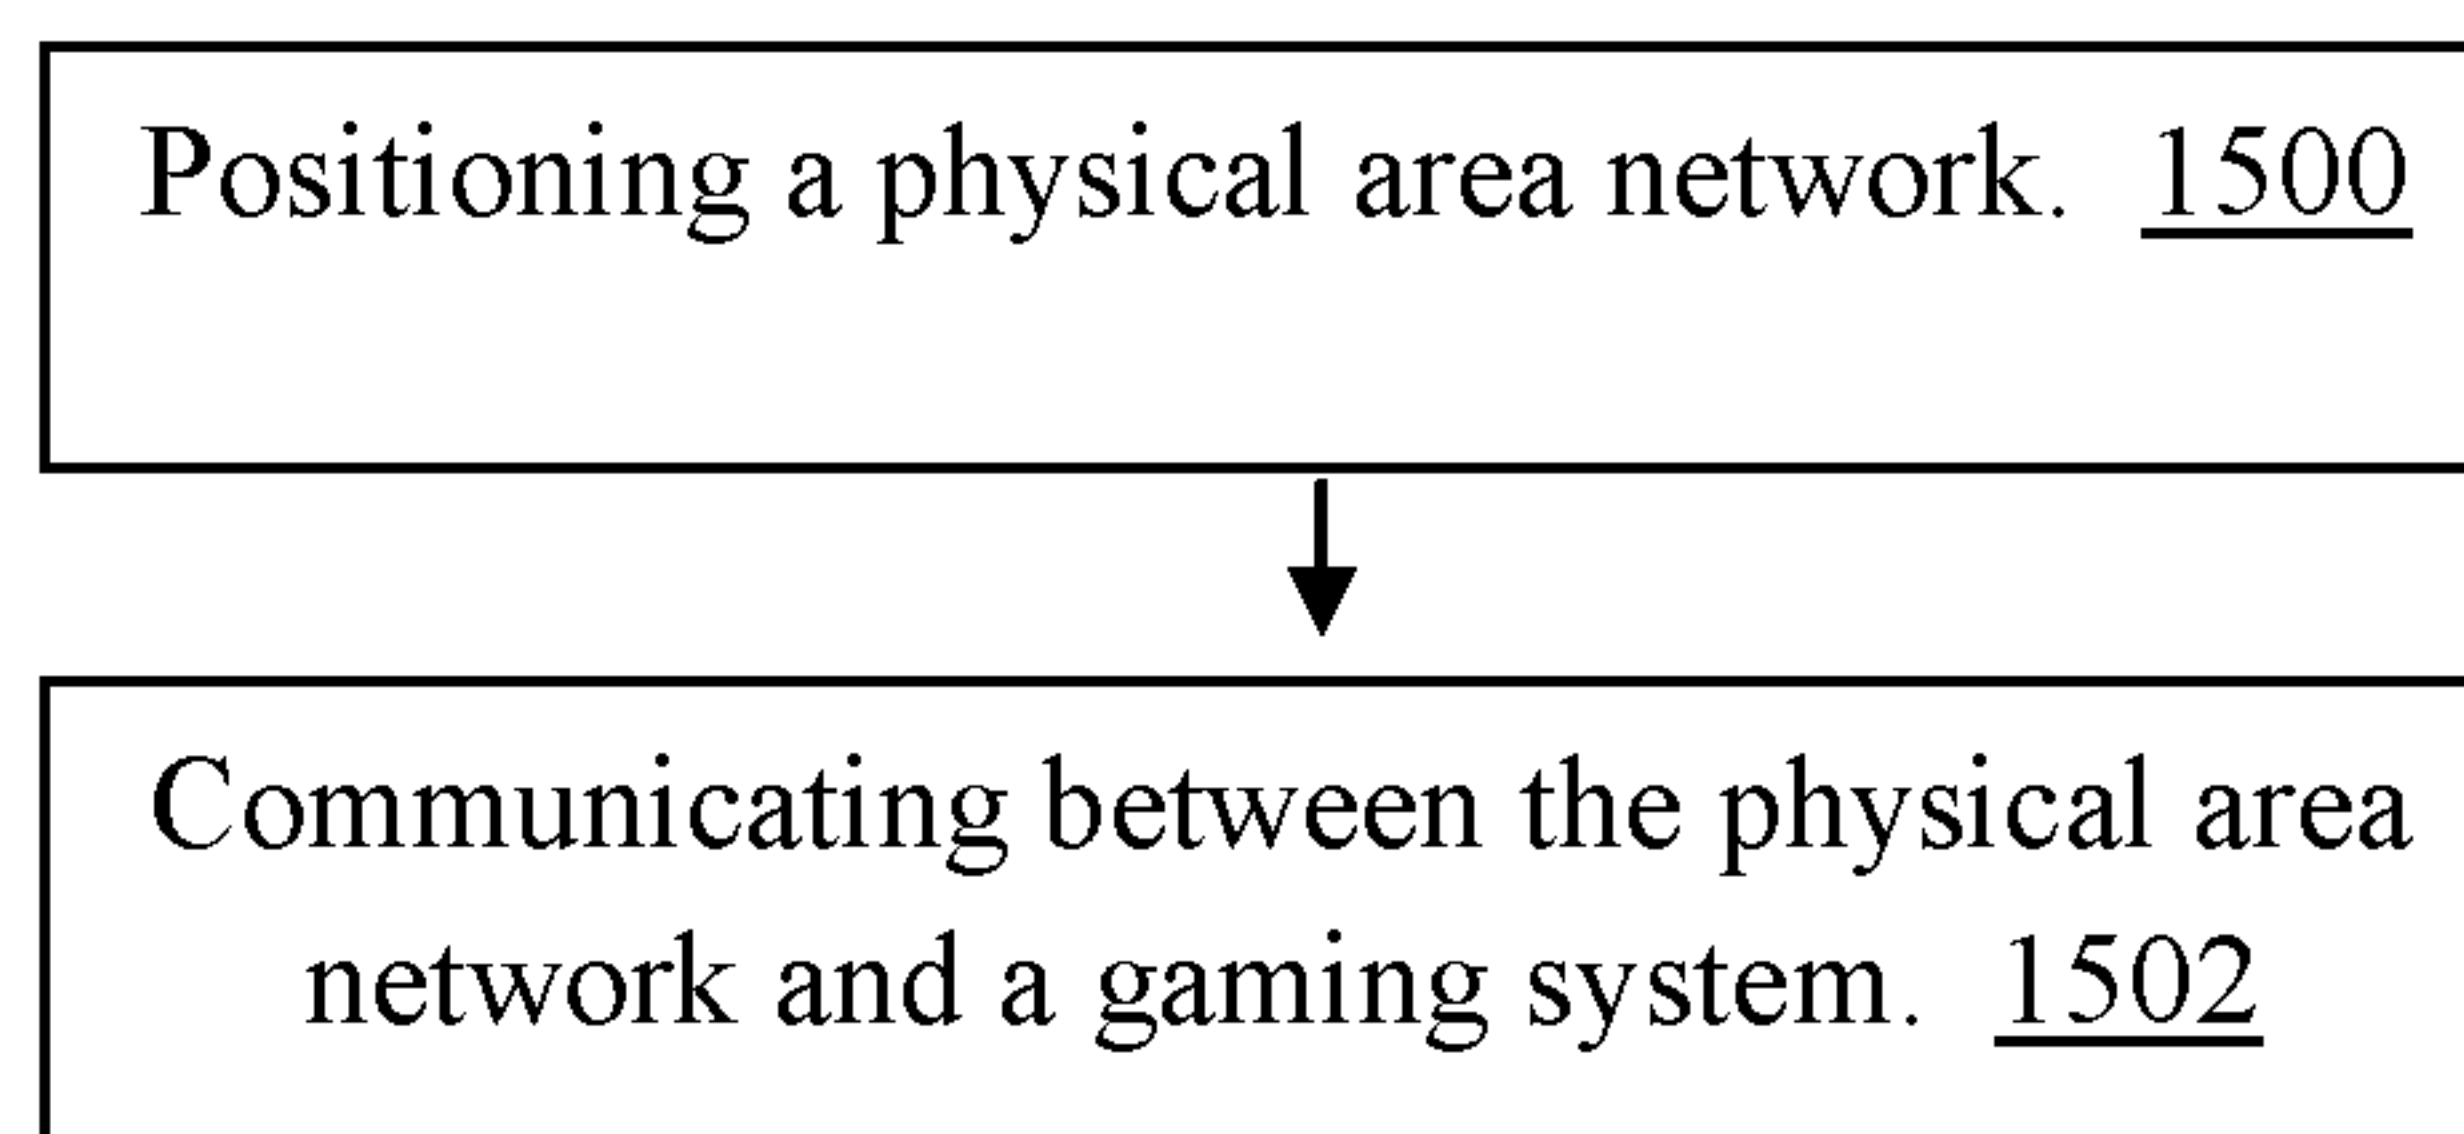 Positioning a physical area network. 1500
Communicating between the physical area
network and a gaming system. 1502